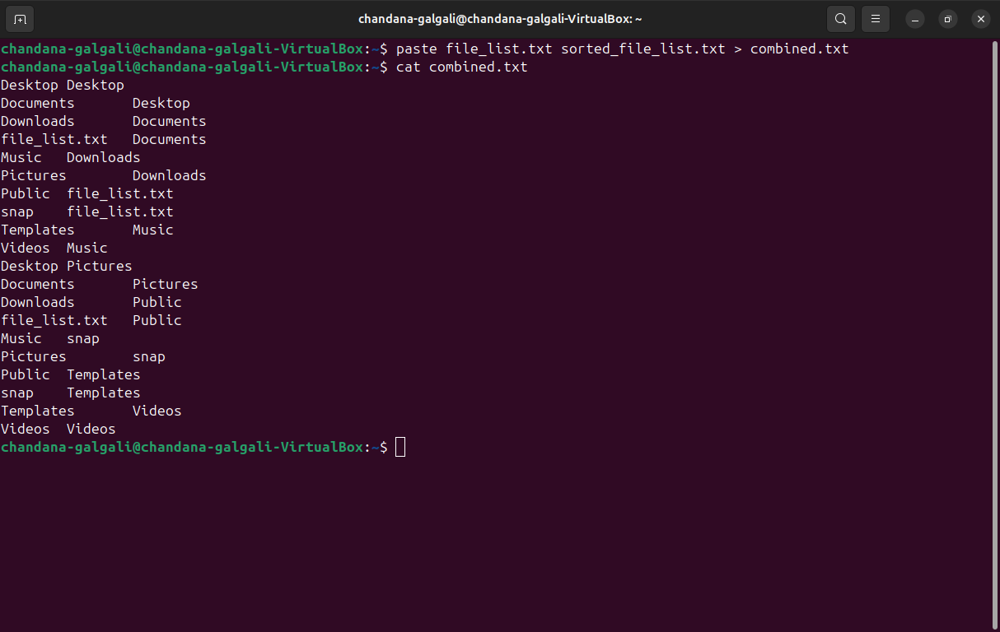 chandana-galgali@chandana-galgali-VirtualBox: ~
chandana-galgali@chandana-galgali-VirtualBox:~$ paste file_list.txt sorted_file_list.txt > combined.txt
chandana-galgali@chandana-galgali-VirtualBox:~$ cat combined.txt
Desktop Desktop
Documents       Desktop
Downloads       Documents
file_list.txt   Documents
Music   Downloads
Pictures        Downloads
Public  file_list.txt
snap    file_list.txt
Templates       Music
Videos  Music
Desktop Pictures
Documents       Pictures
Downloads       Public
file_list.txt   Public
Music   snap
Pictures        snap
Public  Templates
snap    Templates
Templates       Videos
Videos  Videos
chandana-galgali@chandana-galgali-VirtualBox:~$